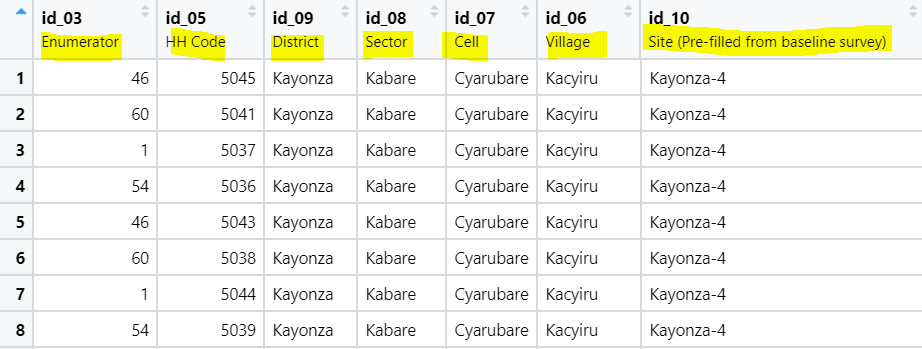 id_03 id_05 id_09 id_08 id_07 id_06 id_10
Enumerator HH Code District Sector Cell Village Site (Pre-filled from baseline survey)
1 46 5045 Kayonza Kabare Cyarubare Kacyiru Kayonza-4
2 60 5041 Kayonza Kabare Cyarubare Kacyiru Kayonza-4
3 1 5037 Kayonza Kabare Cyarubare Kacyiru Kayonza-4
4 54 5036 Kayonza Kabare Cyarubare Kacyiru Kayonza-4
5 46 5043 Kayonza Kabare Cyarubare Kacyiru Kayonza-4
6 60 5038 Kayonza Kabare Cyarubare Kacyiru Kayonza-4
7 1 5044 Kayonza Kabare Cyarubare Kacyiru Kayonza-4
8 54 5039 Kayonza Kabare Cyarubare Kacyiru Kayonza-4